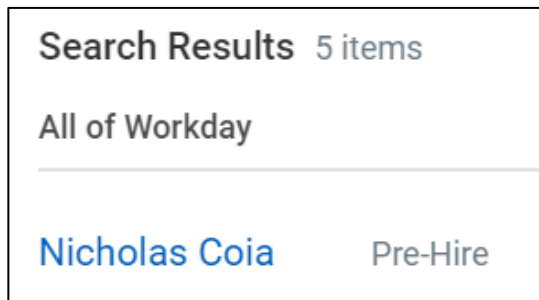 Search Results 5 items
All of Workday
Nicholas Coia Pre-Hire